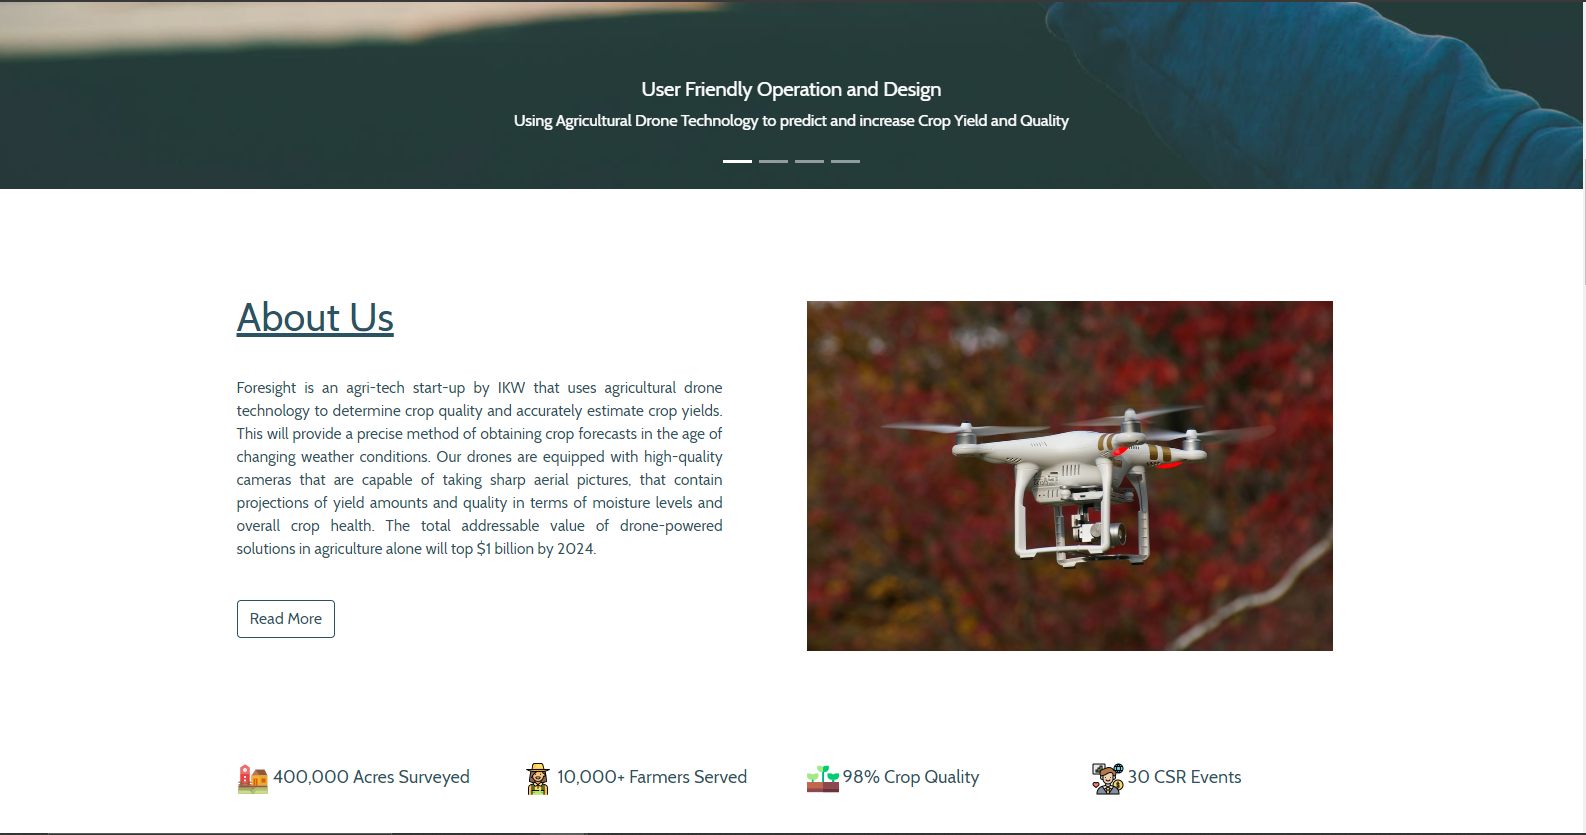 User Friendly Operation and Design
Using Agricultural Drone Technology to predict and increase Crop Yield and Quality
About Us
Foresight is an agri-tech start-up by IKW that uses agricultural drone
technology to determine crop quality and accurately estimate crop yields.
This will provide a precise method of obtaining crop forecasts in the age of
changing weather conditions. Our drones are equipped with high-quality
cameras that are capable of taking sharp aerial pictures, that contain
projections of yield amounts and quality in terms of moisture levels and
overall crop health. The total addressable value of drone-powered
solutions in agriculture alone will top $1 billion by 2024.
Read More
400,000 Acres Surveyed
10,000+ Farmers Served
98% Crop Quality
30 CSR Events